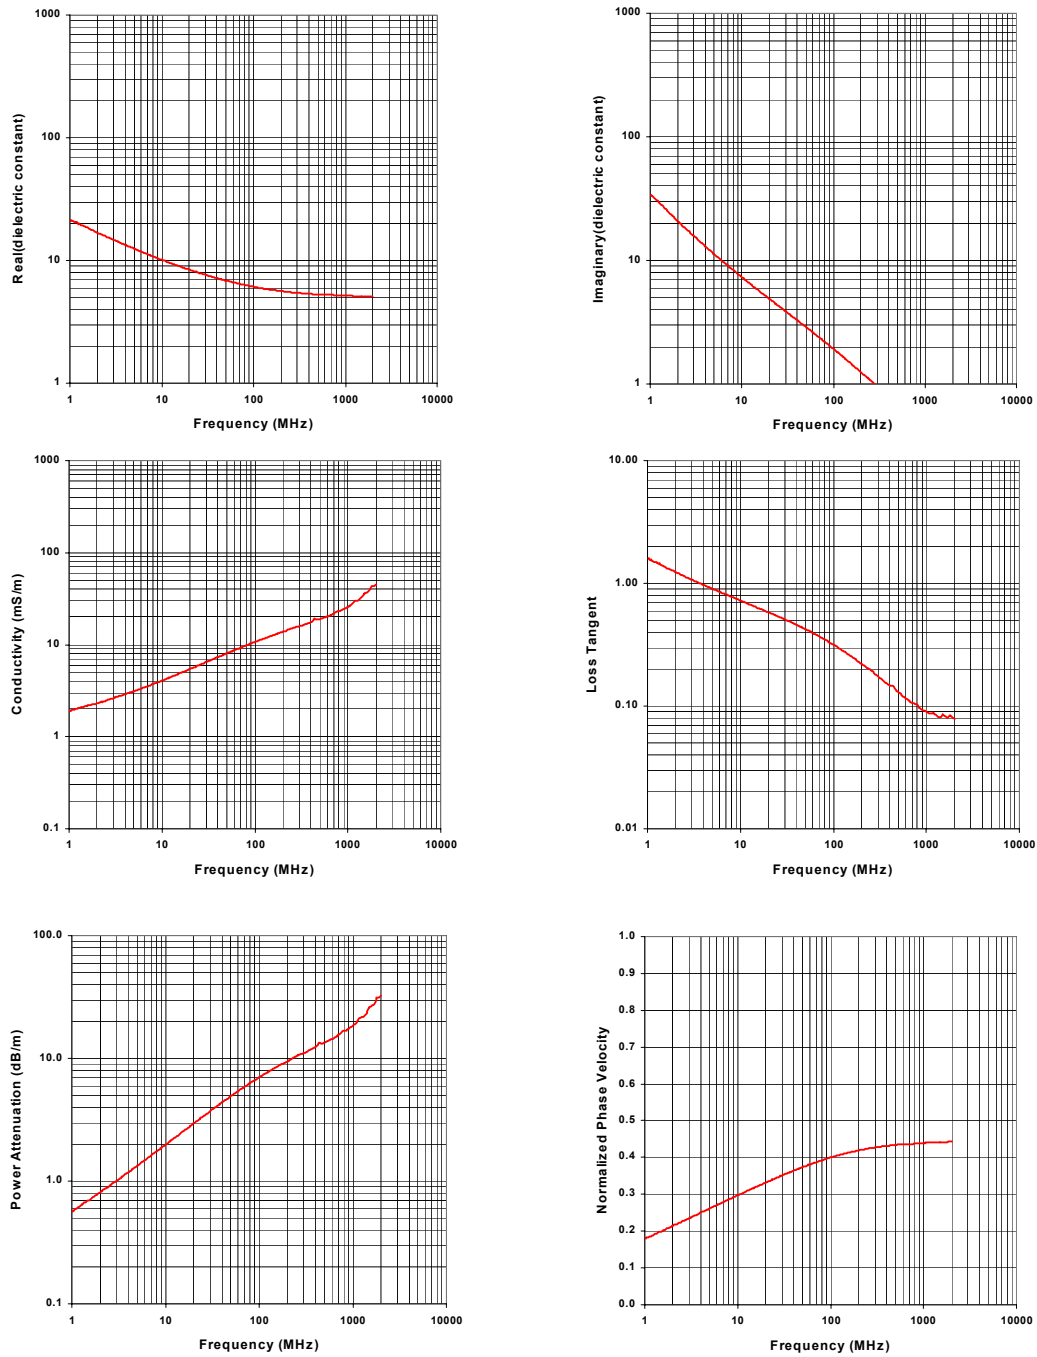 1000
100
10
1
Real(dielectric constant)
1 10 100 1000 10000
Frequency (MHz)
1000
100
10
1
Imaginary(dielectric constant)
1 10 100 1000 10000
Frequency (MHz)
1000
100
10
1
0.1
Conductivity (mS/m)
1 10 100 1000 10000
Frequency (MHz)
10.00
1.00
0.10
0.01
Loss Tangent
1 10 100 1000 10000
Frequency (MHz)
100.0
10.0
1.0
0.1
Power Attenuation (dB/m)
1 10 100 1000 10000
Frequency (MHz)
1.0
0.9
0.8
0.7
0.6
0.5
0.4
0.3
0.2
0.1
0.0
Normalized Phase Velocity
1 10 100 1000 10000
Frequency (MHz)